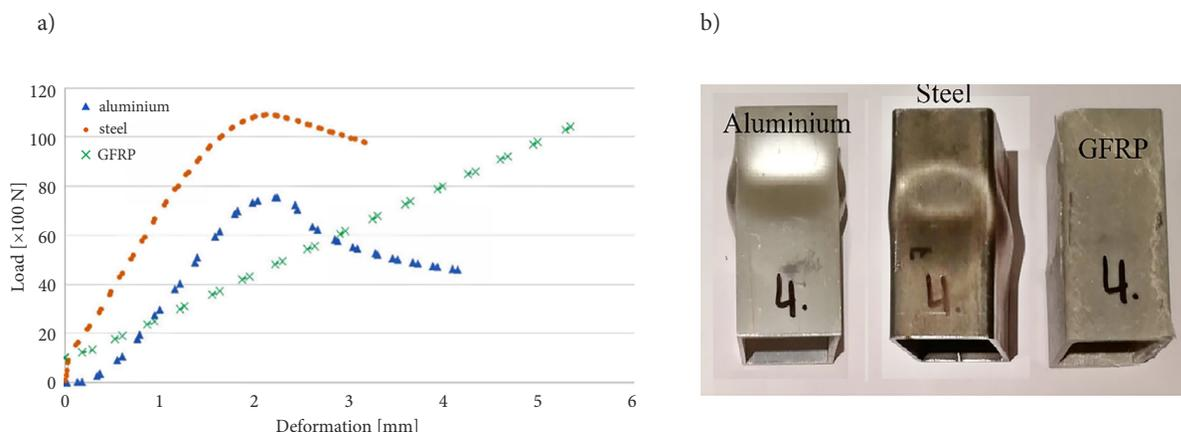 a)
b)
120
100
80
60
40
20
0
Load [×100 N]
aluminium
steel
GFRP
0 1 2 3 4 5 6
Deformation [mm]
Aluminium
Steel
GFRP
4.
4.
4.